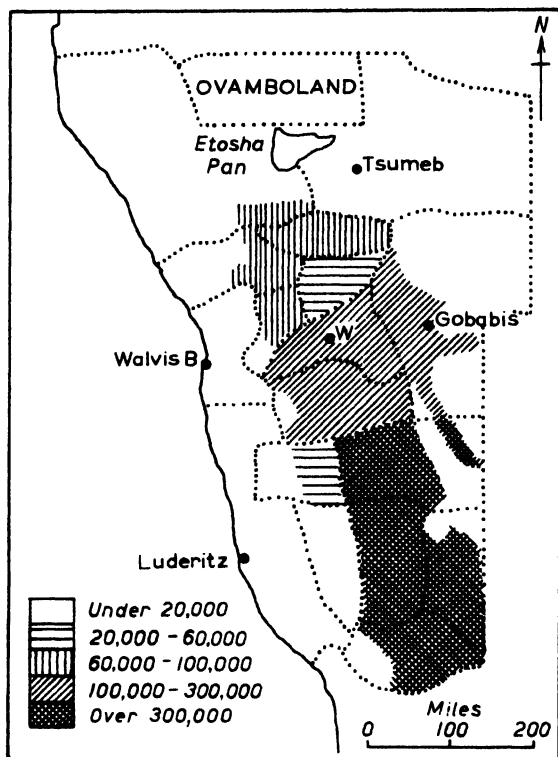 N
OVAMBOLAND
Etosha
Pan
Tsumeb
Gobabis
W
Walvis B
Luderitz
Under 20,000
20,000 - 60,000
60,000 - 100,000
100,000 - 300,000
Over 300,000
Miles
0 100 200